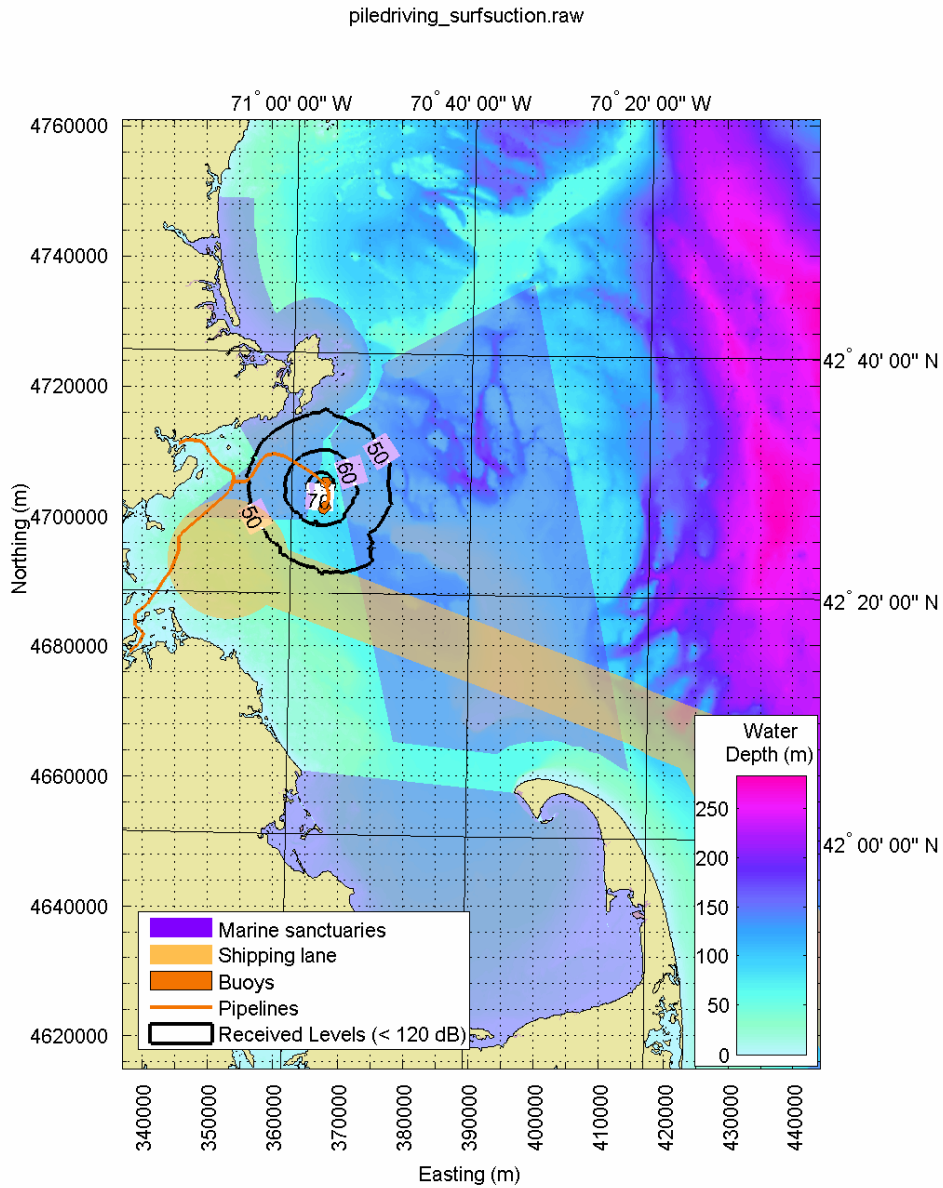 piledriving_surfsuction.raw
71° 00' 00" W
70° 40' 00" W
70° 20' 00" W
4760000
4740000
4720000
4700000
4680000
4660000
4640000
4620000
Northing (m)
42° 40' 00" N
42° 20' 00" N
42° 00' 00" N
50
60
70
50
Water
Depth (m)
250
200
150
100
50
0
Marine sanctuaries
Shipping lane
Buoys
Pipelines
Received Levels (< 120 dB)
340000
350000
360000
370000
380000
390000
400000
410000
420000
430000
440000
Easting (m)